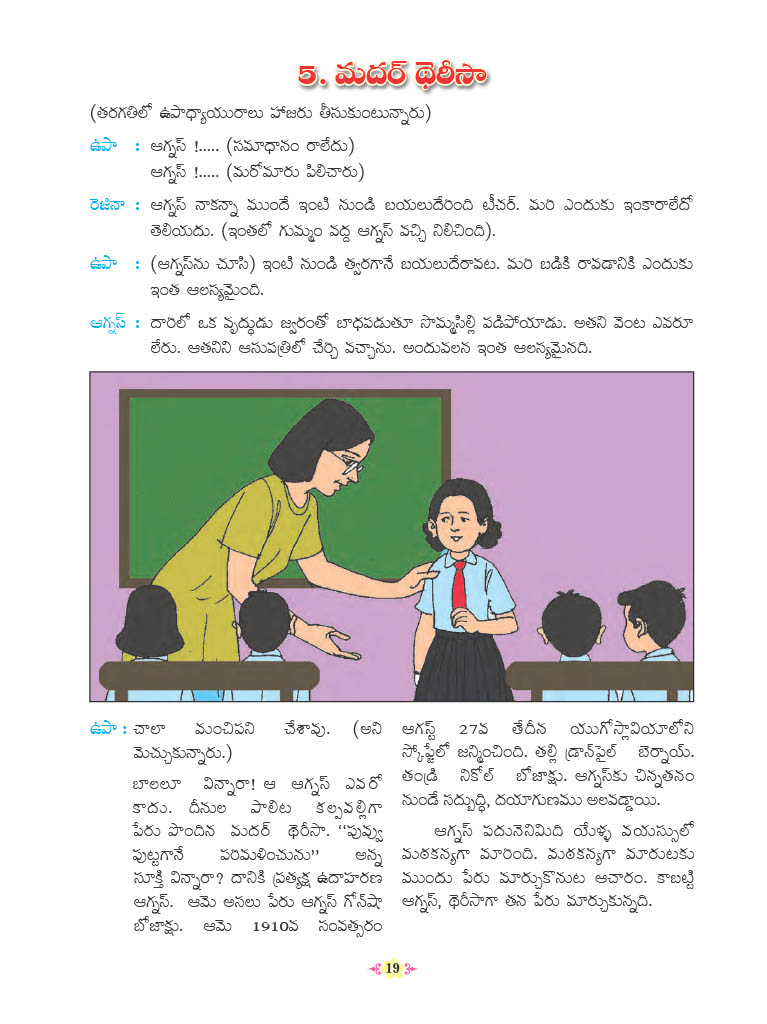 5. మదర్ థెరీసా
(తరగతిలో ఉపాధ్యాయురాలు హాజరు తీసుకుంటున్నారు)
ఉపా : ఆగ్నస్ !..... (సమాధానం రాలేదు)
ఆగ్నస్ !..... (మరోమారు పిలిచారు)
రెజినా : ఆగ్నస్ నాకన్నా ముందే ఇంటి నుండి బయలుదేరింది టీచర్. మరి ఎందుకు ఇంకారాలేదో
తెలియదు. (ఇంతలో గుమ్మం వద్ద ఆగ్నస్ వచ్చి నిలిచింది).
ఉపా : (ఆగ్నస్‌ను చూసి) ఇంటి నుండి త్వరగానే బయలుదేరావట. మరి బడికి రావడానికి ఎందుకు
ఇంత ఆలస్యమైంది.
ఆగ్నస్ : దారిలో ఒక వృద్ధుడు జ్వరంతో బాధపడుతూ సొమ్మసిల్లి పడిపోయాడు. అతని వెంట ఎవరూ
లేరు. ఆతనిని ఆసుపత్రిలో చేర్చి వచ్చాను. అందువలన ఇంత ఆలస్యమైనది.
ఉపా : చాలా మంచిపని చేశావు. (అని
మెచ్చుకున్నారు.)
బాలలూ విన్నారా! ఆ ఆగ్నస్ ఎవరో
కాదు. దీనుల పాలిట కల్పవల్లిగా
పేరు పొందిన మదర్ థెరీసా. ‘‘పువ్వు
పుట్టగానే పరిమళించును’’ అన్న
సూక్తి విన్నారా? దానికి ప్రత్యక్ష ఉదాహరణ
ఆగ్నస్. ఆమె అసలు పేరు ఆగ్నస్ గోన్‌షా
బోజాక్షు. ఆమె 1910వ సంవత్సరం
ఆగస్ట్ 27వ తేదీన యుగోస్లావియాలోని
స్కోప్జేలో జన్మించింది. తల్లి డ్రాన్‌పైల్ బెర్నాయ్.
తండ్రి నికోల్ బోజాక్షు. ఆగ్నస్‌కు చిన్నతనం
నుండే సద్బుద్ధి, దయాగుణము అలవడ్డాయి.
ఆగ్నస్ పదునెనిమిది యేళ్ళ వయస్సులో
మఠకన్యగా మారింది. మఠకన్యగా మారుటకు
ముందు పేరు మార్చుకొనుట ఆచారం. కాబట్టి
ఆగ్నస్, థెరీసాగా తన పేరు మార్చుకున్నది.
19